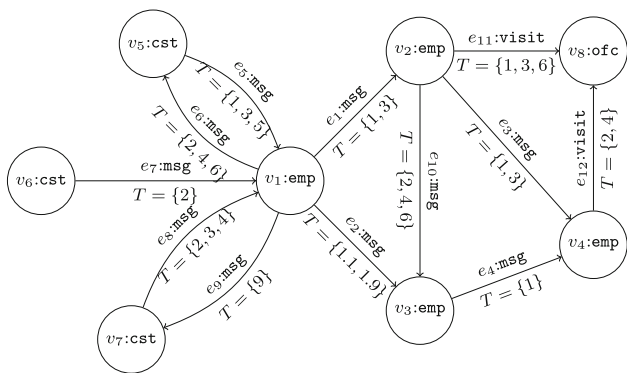 v₅:cst
e₅:msg
T = {1, 3, 5}
e₆:msg
T = {2, 4, 6}
v₆:cst
e₇:msg
T = {2}
v₁:emp
e₈:msg
T = {2, 3, 4}
e₉:msg
T = {9}
v₇:cst
e₁:msg
T = {1, 3}
e₂:msg
T = {1.1, 1.9}
v₂:emp
e₁₁:visit
T = {1, 3, 6}
v₈:ofc
e₃:msg
T = {1, 3}
e₁₀:msg
T = {2, 4, 6}
e₁₂:visit
T = {2, 4}
v₃:emp
e₄:msg
T = {1}
v₄:emp